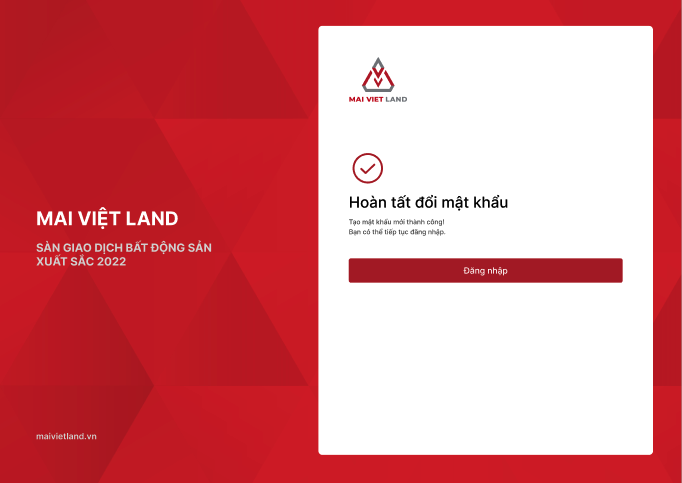 MAI VIỆT LAND
SÀN GIAO DỊCH BẤT ĐỘNG SẢN
XUẤT SẮC 2022
maivietland.vn
MAI VIET LAND
Hoàn tất đổi mật khẩu
Tạo mật khẩu mới thành công!
Bạn có thể tiếp tục đăng nhập.
Đăng nhập